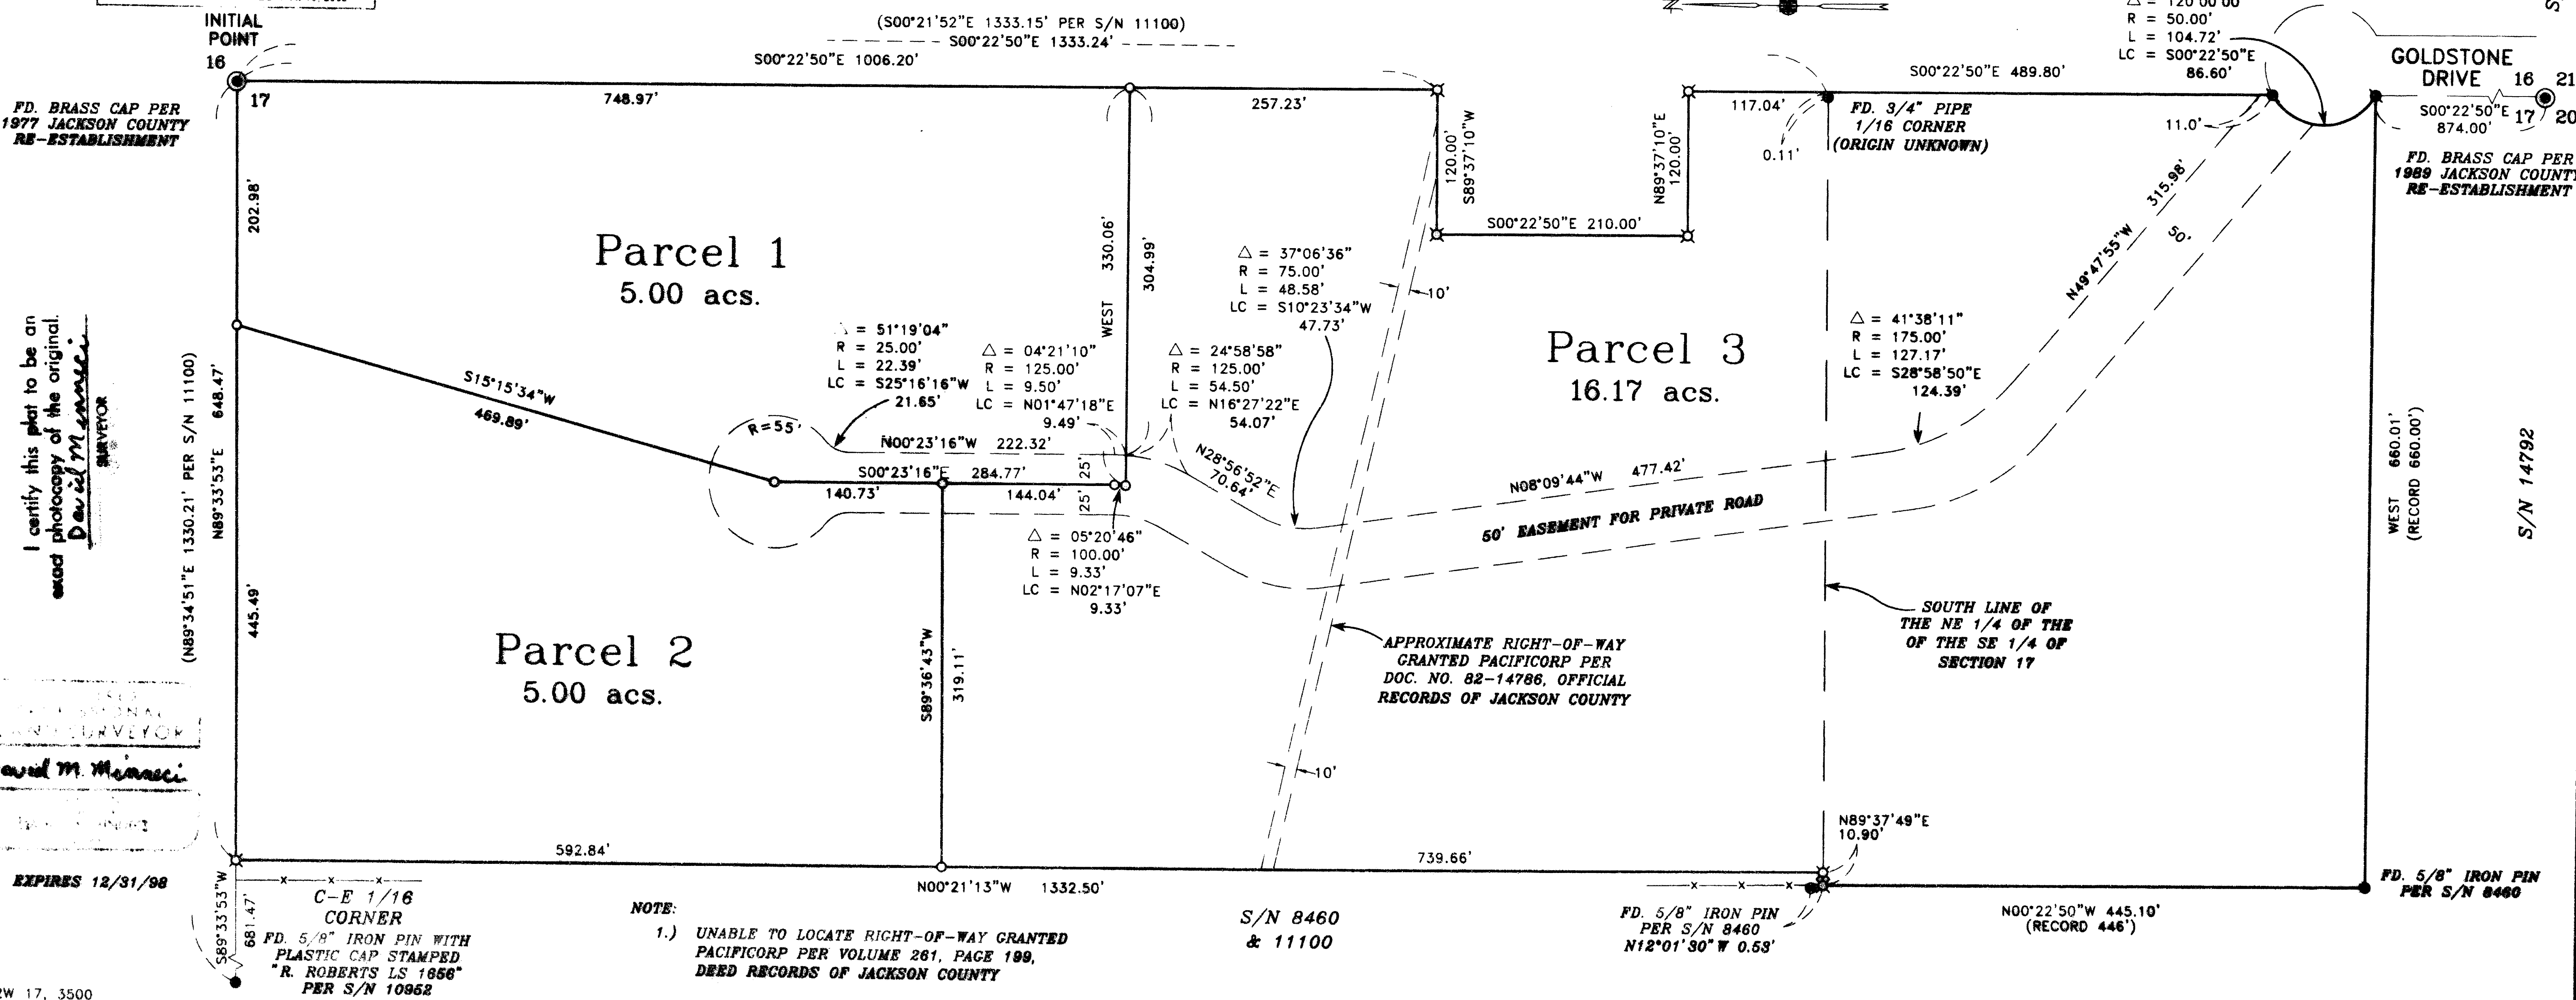 INITIAL
POINT
16
17
FD. BRASS CAP PER
1977 JACKSON COUNTY
RE-ESTABLISHMENT
(S00°21'52"E 1333.15' PER S/N 11100)
S00°22'50"E 1333.24'
S00°22'50"E 1006.20'
748.97'
257.23'
120.00'
S89°37'10"W
S00°22'50"E 210.00'
N89°37'10"E
120.00'
117.04'
0.11'
FD. 3/4" PIPE
1/16 CORNER
(ORIGIN UNKNOWN)
S00°22'50"E 489.80'
11.0'
△ = 120°00'00"
R = 50.00'
L = 104.72'
LC = S00°22'50"E
86.60'
GOLDSTONE
DRIVE
16 21
17 20
S00°22'50"E
874.00'
FD. BRASS CAP PER
1989 JACKSON COUNTY
RE-ESTABLISHMENT
202.98'
445.49'
N89°33'53"E 648.47'
(N89°34'51"E 1330.21' PER S/N 11100)
I certify this plat to be an
exact photocopy of the original.
David M Minneci
SURVEYOR
Parcel 1
5.00 acs.
S15°15'34"W
469.89'
R=55'
△ = 51°19'04"
R = 25.00'
L = 22.39'
LC = S25°16'16"W
21.65'
△ = 04°21'10"
R = 125.00'
L = 9.50'
LC = N01°47'18"E
9.49'
WEST 330.06'
304.99'
△ = 24°58'58"
R = 125.00'
L = 54.50'
LC = N16°27'22"E
54.07'
△ = 37°06'36"
R = 75.00'
L = 48.58'
LC = S10°23'34"W
47.73'
10'
N00°23'16"W 222.32'
S00°23'16"E 284.77'
140.73'
144.04'
25'
25'
N28°56'52"E
70.64'
△ = 05°20'46"
R = 100.00'
L = 9.33'
LC = N02°17'07"E
9.33'
Parcel 3
16.17 acs.
△ = 41°38'11"
R = 175.00'
L = 127.17'
LC = S28°58'50"E
124.39'
N49°47'55"W 315.98'
50'
N08°09'44"W 477.42'
50' EASEMENT FOR PRIVATE ROAD
WEST 660.01'
(RECORD 660.00')
S/N 14792
SOUTH LINE OF
THE NE 1/4 OF THE
OF THE SE 1/4 OF
SECTION 17
APPROXIMATE RIGHT-OF-WAY
GRANTED PACIFICORP PER
DOC. NO. 82-14786, OFFICIAL
RECORDS OF JACKSON COUNTY
Parcel 2
5.00 acs.
S89°36'43"W
319.11'
10'
SURVEYOR
David M. Minneci
EXPIRES 12/31/98
592.84'
739.66'
N00°21'13"W 1332.50'
N89°37'49"E
10.90'
FD. 5/8" IRON PIN
PER S/N 8460
S89°33'53"W
681.47'
C-E 1/16
CORNER
FD. 5/8" IRON PIN WITH
PLASTIC CAP STAMPED
"R. ROBERTS LS 1656"
PER S/N 10952
NOTE:
1.) UNABLE TO LOCATE RIGHT-OF-WAY GRANTED
PACIFICORP PER VOLUME 261, PAGE 199,
DEED RECORDS OF JACKSON COUNTY
S/N 8460
& 11100
FD. 5/8" IRON PIN
PER S/N 8460
N12°01'30"W 0.53'
N00°22'50"W 445.10'
(RECORD 446')
2W 17, 3500